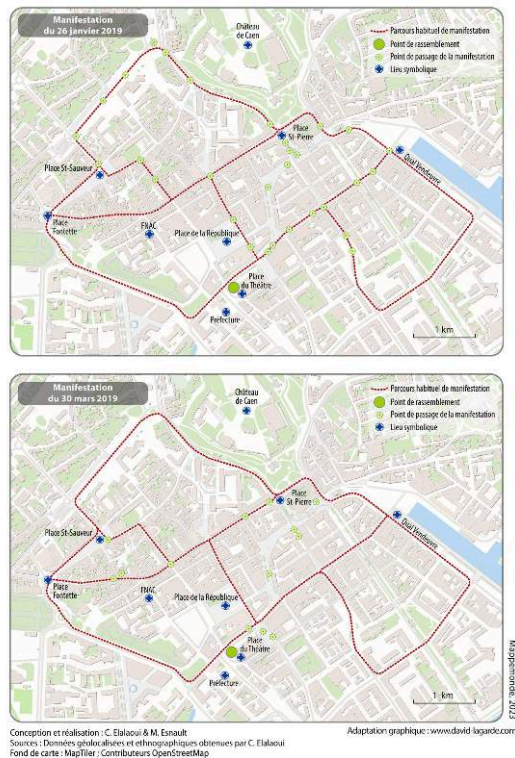 Manifestation
du 26 janvier 2019
Château
de Caen
Parcours habituel de manifestation
Point de rassemblement
Point de passage de la manifestation
Lieu symbolique
Place
St-Pierre
Quai Vendeuvre
Place St-Sauveur
Place
Fontette
FNAC
Place de la République
Place
du Théâtre
Préfecture
1 km
Manifestation
du 30 mars 2019
Château
de Caen
Parcours habituel de manifestation
Point de rassemblement
Point de passage de la manifestation
Lieu symbolique
Place
St-Pierre
Quai Vendeuvre
Place St-Sauveur
Place
Fontette
FNAC
Place de la République
Place
du Théâtre
Préfecture
1 km
Mappemonde, 2023
Conception et réalisation : C. Elalaoui & M. Esnault
Adaptation graphique : www.david-lagarde.com
Sources : Données géolocalisées et ethnographiques obtenues par C. Elalaoui
Fond de carte : MapTiler ; Contributeurs OpenStreetMap